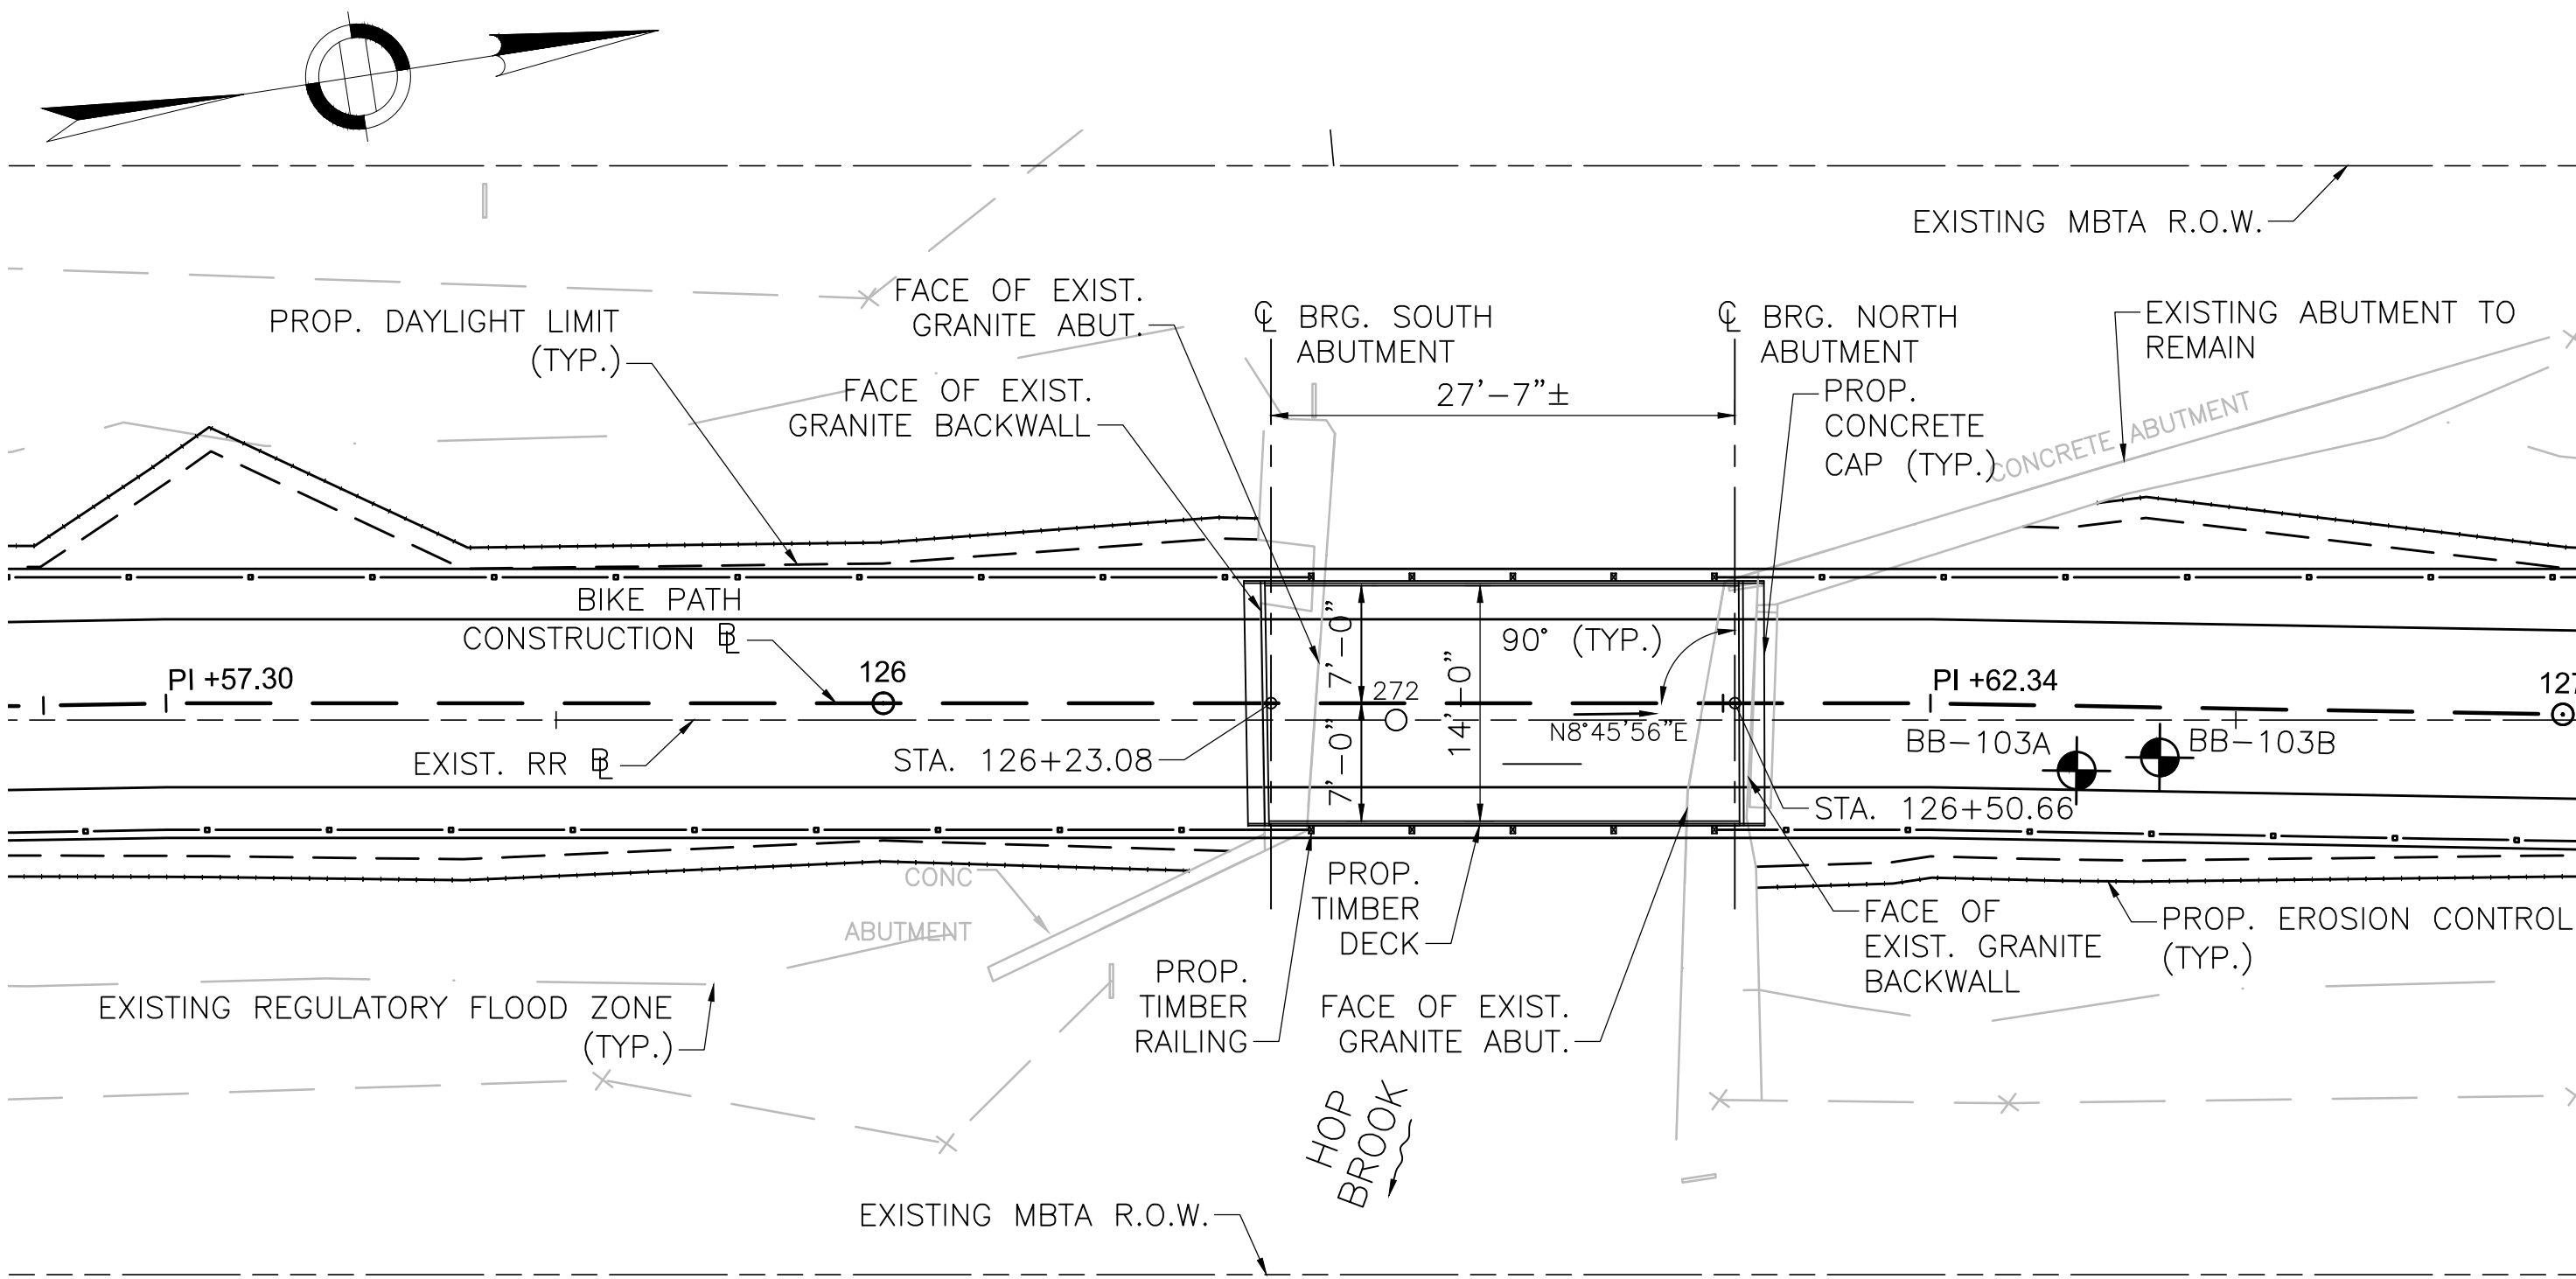 EXISTING MBTA R.O.W.
FACE OF EXIST.
GRANITE ABUT.
PROP. DAYLIGHT LIMIT
(TYP.)
FACE OF EXIST.
GRANITE BACKWALL
℄ BRG. SOUTH
ABUTMENT
℄ BRG. NORTH
ABUTMENT
27'-7"±
EXISTING ABUTMENT TO
REMAIN
PROP.
CONCRETE
CAP (TYP.)
CONCRETE ABUTMENT
BIKE PATH
CONSTRUCTION BL
PI +57.30
126
EXIST. RR BL
STA. 126+23.08
7'-0"
7'-0"
14'-0"
272
90° (TYP.)
N8°45'56"E
PI +62.34
127
BB-103A
BB-103B
STA. 126+50.66
CONC
ABUTMENT
PROP.
TIMBER
DECK
FACE OF
EXIST. GRANITE
BACKWALL
PROP. EROSION CONTROL
(TYP.)
EXISTING REGULATORY FLOOD ZONE
(TYP.)
PROP.
TIMBER
RAILING
FACE OF EXIST.
GRANITE ABUT.
HOP
BROOK
EXISTING MBTA R.O.W.